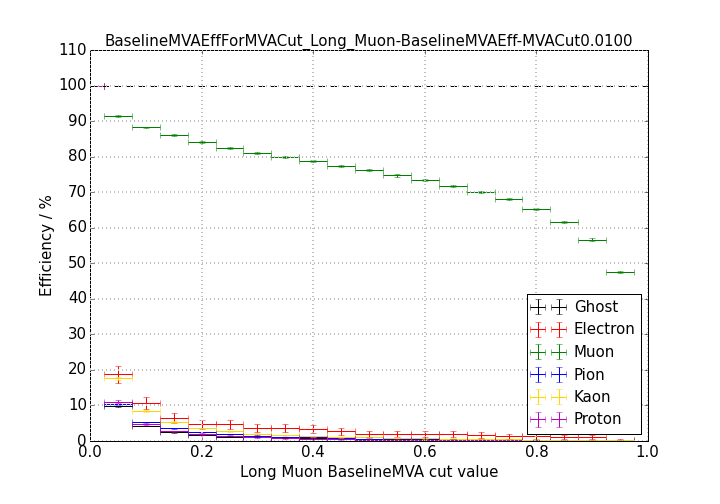 BaselineMVAEffForMVACut_Long_Muon-BaselineMVAEff-MVACut0.0100
110
100
90
80
70
60
50
40
30
20
10
0
Efficiency / %
Ghost
Electron
Muon
Pion
Kaon
Proton
0.0 0.2 0.4 0.6 0.8 1.0
Long Muon BaselineMVA cut value